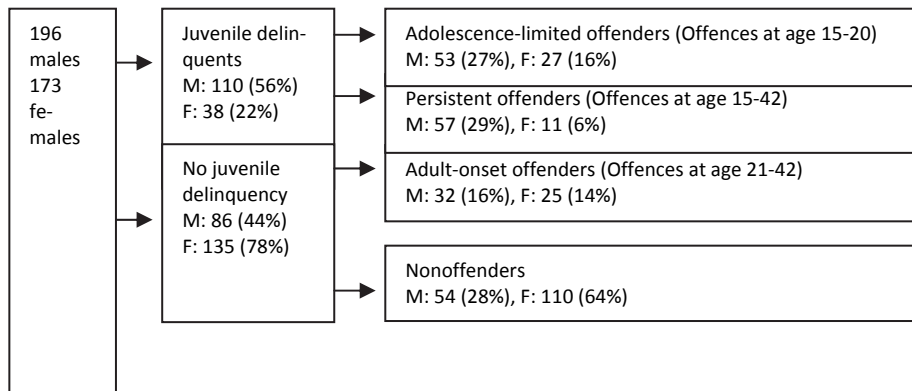 196
males
173
fe-
males
Juvenile delin-
quents
M: 110 (56%)
F: 38 (22%)
No juvenile
delinquency
M: 86 (44%)
F: 135 (78%)
Adolescence-limited offenders (Offences at age 15-20)
M: 53 (27%), F: 27 (16%)
Persistent offenders (Offences at age 15-42)
M: 57 (29%), F: 11 (6%)
Adult-onset offenders (Offences at age 21-42)
M: 32 (16%), F: 25 (14%)
Nonoffenders
M: 54 (28%), F: 110 (64%)